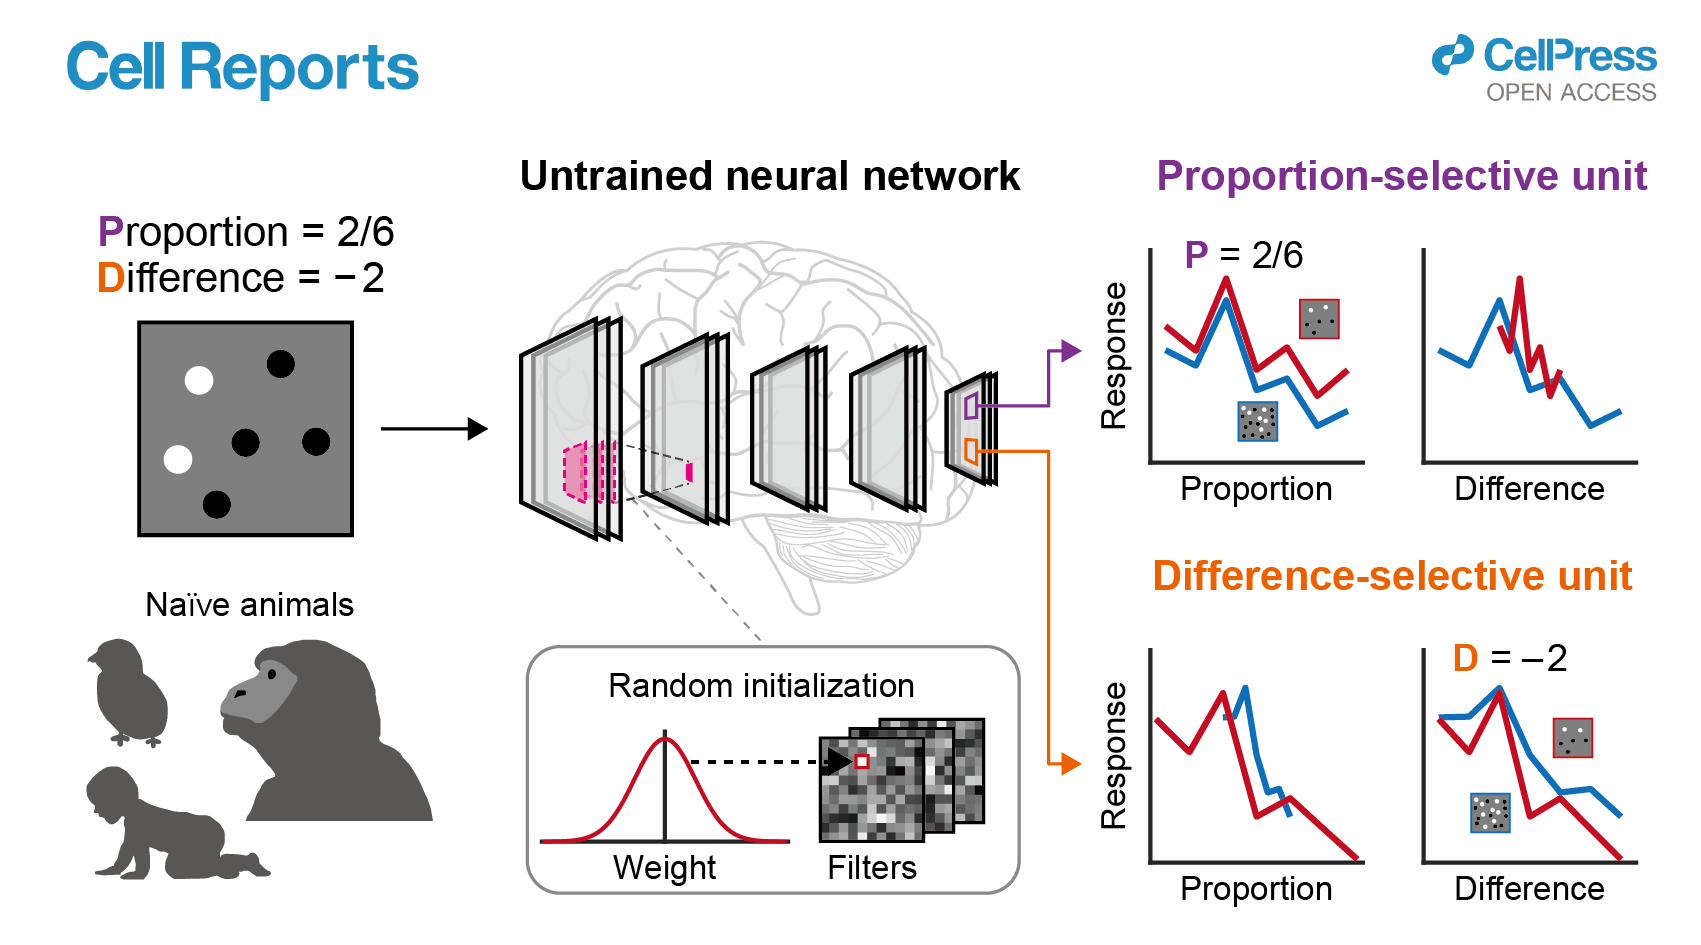 Cell Reports
CellPress
OPEN ACCESS
Untrained neural network
Proportion-selective unit
Proportion = 2/6
Difference = −2
P = 2/6
Response
Proportion
Difference
Naïve animals
Difference-selective unit
D = −2
Response
Proportion
Difference
Random initialization
Weight
Filters